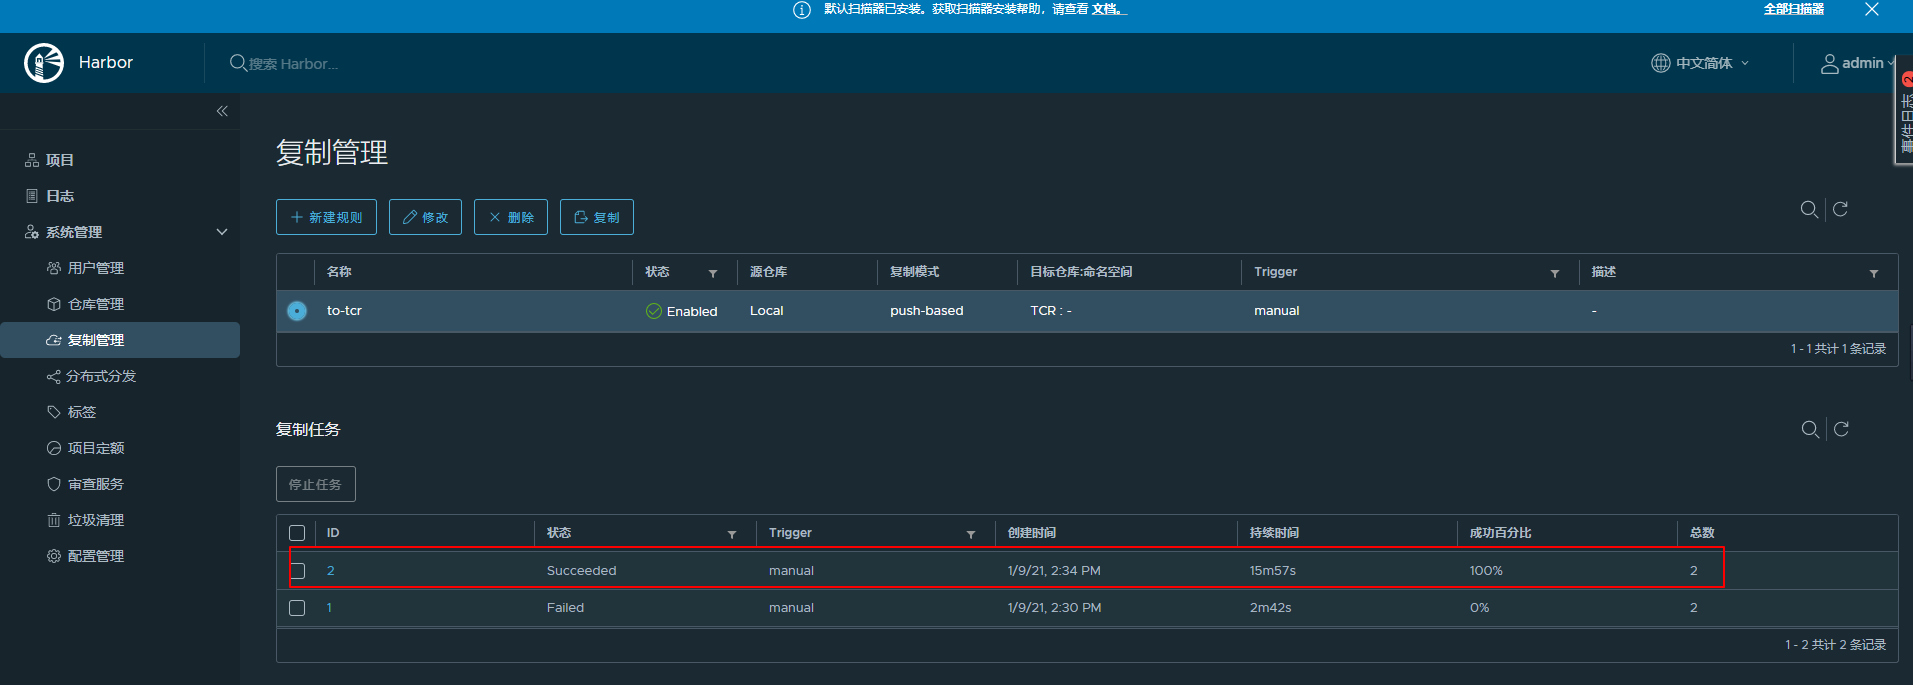 默认扫描器已安装。获取扫描器安装帮助，请查看 文档。
全部扫描器
Harbor
搜索 Harbor...
中文简体
admin
2
事件日志
项目
日志
系统管理
用户管理
仓库管理
复制管理
分布式分发
标签
项目定额
审查服务
垃圾清理
配置管理
复制管理
新建规则 修改 删除 复制
名称 状态 源仓库 复制模式 目标仓库:命名空间 Trigger 描述
to-tcr Enabled Local push-based TCR : - manual -
1 - 1 共计 1 条记录
复制任务
停止任务
ID 状态 Trigger 创建时间 持续时间 成功百分比 总数
2 Succeeded manual 1/9/21, 2:34 PM 15m57s 100% 2
1 Failed manual 1/9/21, 2:30 PM 2m42s 0% 2
1 - 2 共计 2 条记录